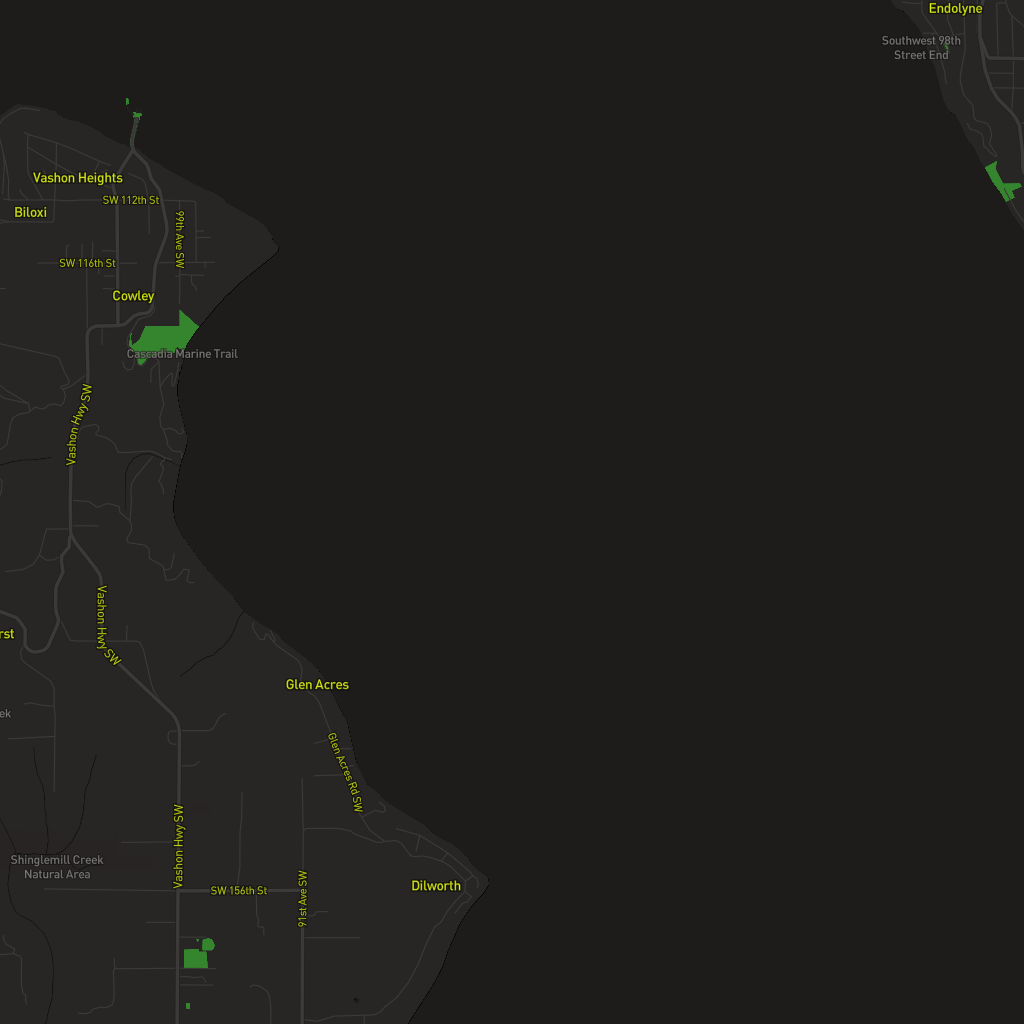 Endolyne
Southwest 98th
Street End
Vashon Heights
SW 112th St
Biloxi
99th Ave SW
SW 116th St
Cowley
Cascadia Marine Trail
Vashon Hwy SW
Vashon Hwy SW
rst
Glen Acres
ek
Glen Acres Rd SW
Vashon Hwy SW
Shinglemill Creek
Natural Area
SW 156th St
91st Ave SW
Dilworth